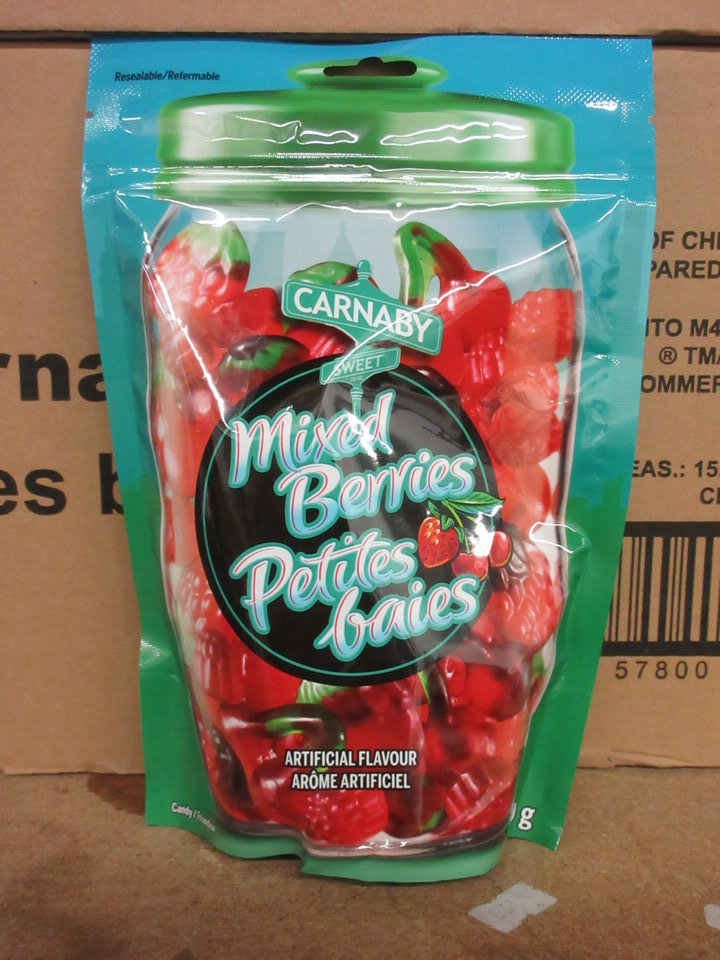 Resealable/Refermable
CARNABY
SWEET
Mixed
Berries
Petites
baies
ARTIFICIAL FLAVOUR
ARÔME ARTIFICIEL
Candy /
g
rna
es b
OF CH
PARED
TO M4
® TM/
OMMER
EAS.: 15
57800